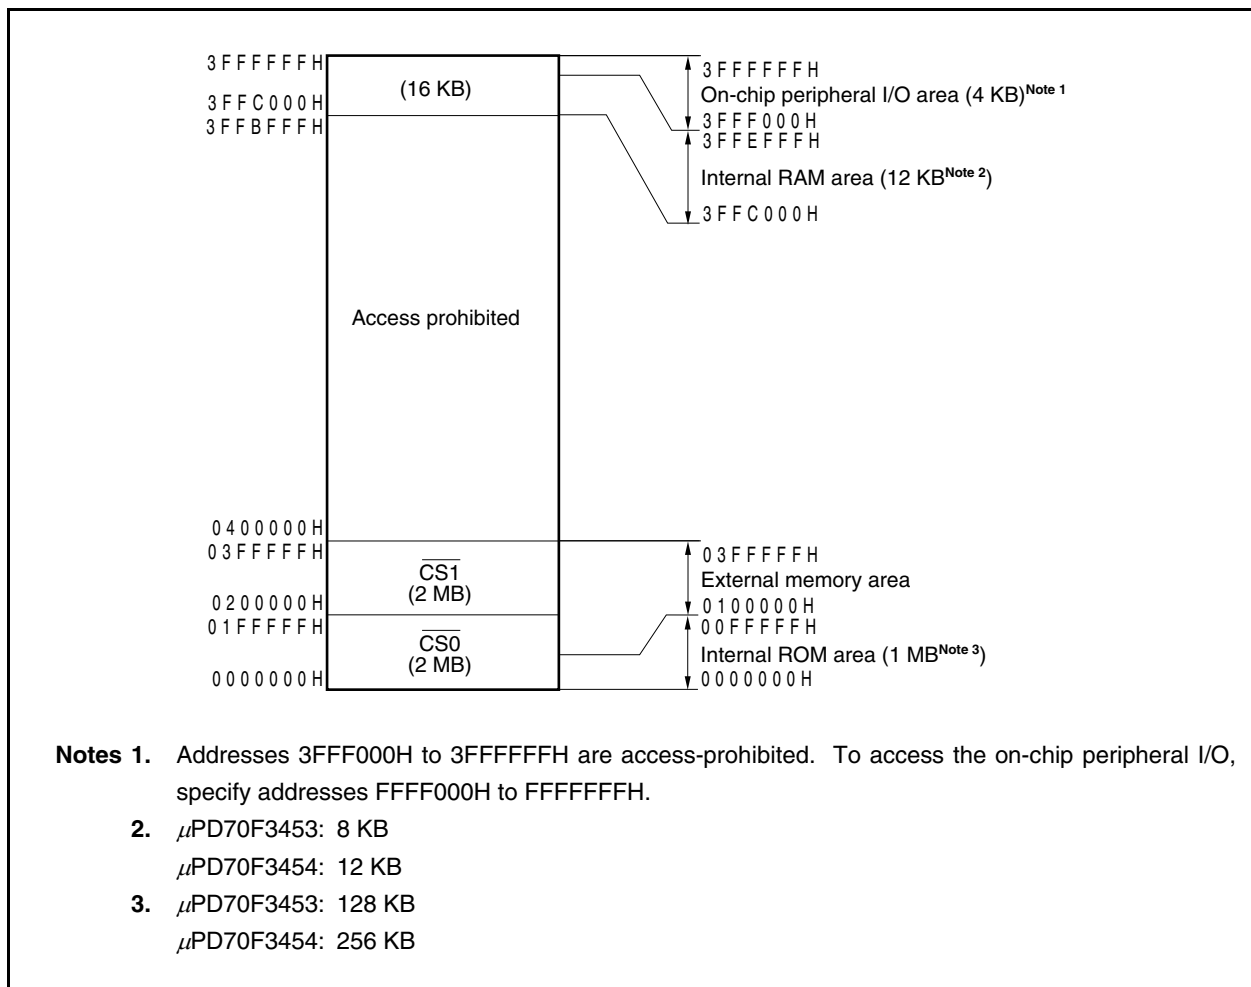 3FFFFFFH
3FFC000H
3FFBFFFH
(16 KB)
3FFFFFFH
On-chip peripheral I/O area (4 KB)Note 1
3FFF000H
3FFEFFFH
Internal RAM area (12 KBNote 2)
3FFC000H
Access prohibited
0400000H
03FFFFFH
CS1
(2 MB)
0200000H
01FFFFFH
CS0
(2 MB)
0000000H
03FFFFFH
External memory area
0100000H
00FFFFFH
Internal ROM area (1 MBNote 3)
0000000H
Notes 1. Addresses 3FFF000H to 3FFFFFFH are access-prohibited. To access the on-chip peripheral I/O,
specify addresses FFFF000H to FFFFFFFH.
2. μPD70F3453: 8 KB
μPD70F3454: 12 KB
3. μPD70F3453: 128 KB
μPD70F3454: 256 KB